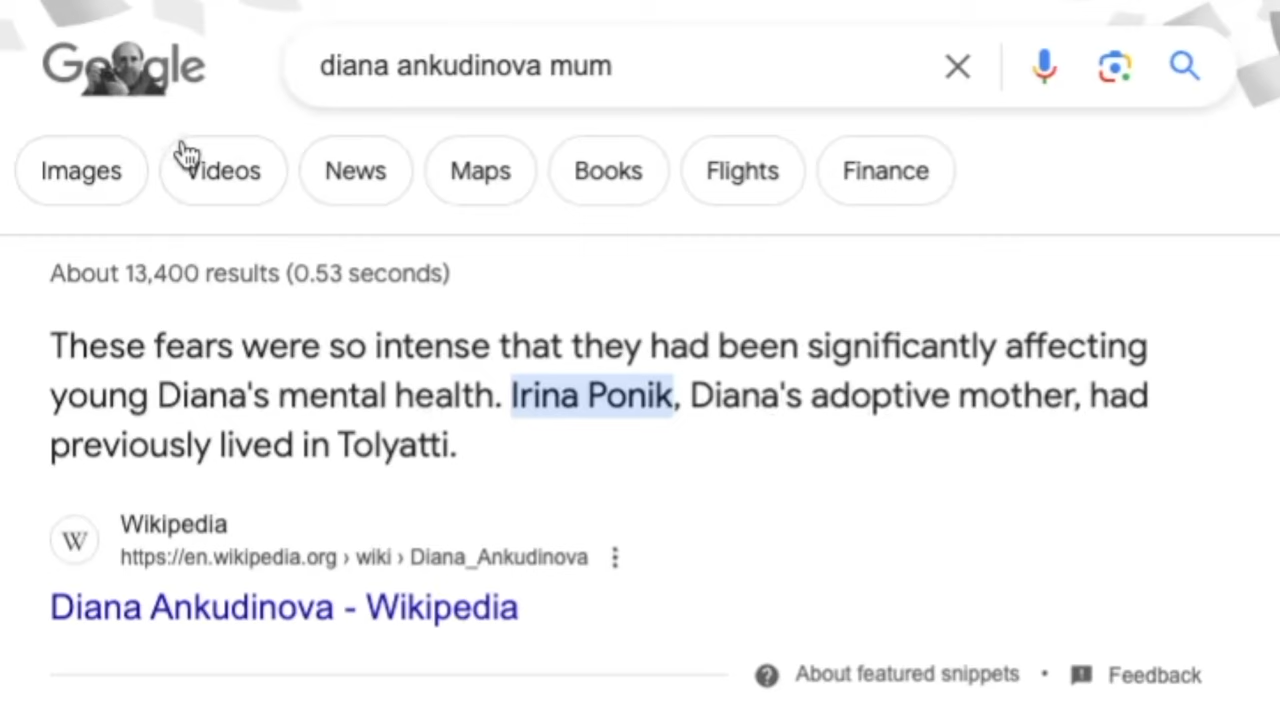 Google
diana ankudinova mum
Images Videos News Maps Books Flights Finance
About 13,400 results (0.53 seconds)
These fears were so intense that they had been significantly affecting
young Diana's mental health. Irina Ponik, Diana's adoptive mother, had
previously lived in Tolyatti.
W
Wikipedia
https://en.wikipedia.org › wiki › Diana_Ankudinova
Diana Ankudinova - Wikipedia
About featured snippets • Feedback